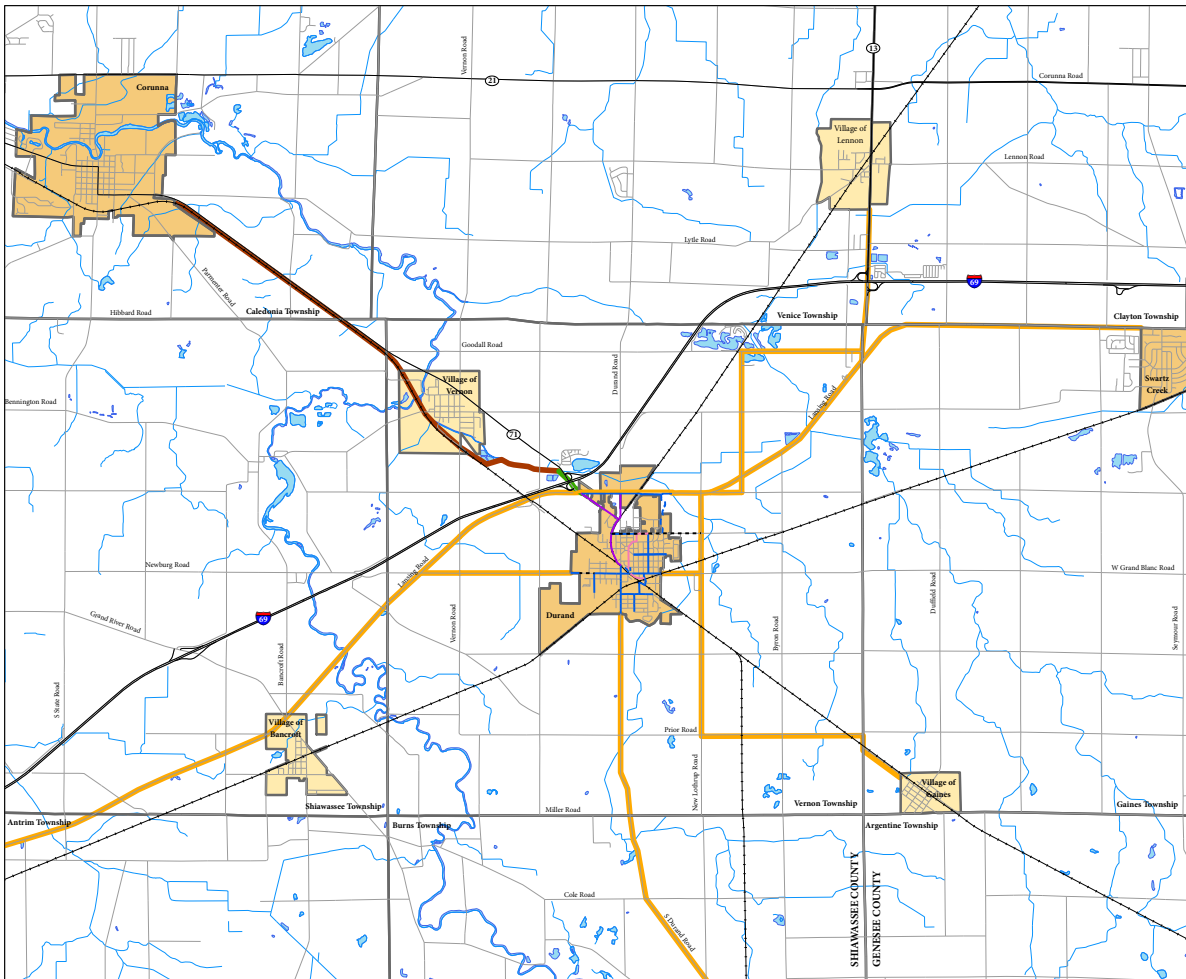 13
Vernon Road
21
Corunna Road
Corunna
Village of
Lennon
Lennon Road
Lytle Road
Parmenter Road
69
Hibbard Road
Caledonia Township
Venice Township
Clayton Township
Goodall Road
Durand Road
Village of
Vernon
Swartz
Creek
Bennington Road
Lansing Road
71
Newburg Road
Lansing Road
W Grand Blanc Road
Duffield Road
Grand River Road
69
Durand
Vernon Road
Byron Road
Seymour Road
Bancroft Road
S State Road
Village of
Bancroft
Prior Road
New Lothrup Road
Village of
Gaines
Shiawassee Township
Miller Road
Vernon Township
Gaines Township
Antrim Township
Burns Township
Argentine Township
SHIAWASSEE COUNTY
GENESEE COUNTY
Cole Road
S Durand Road